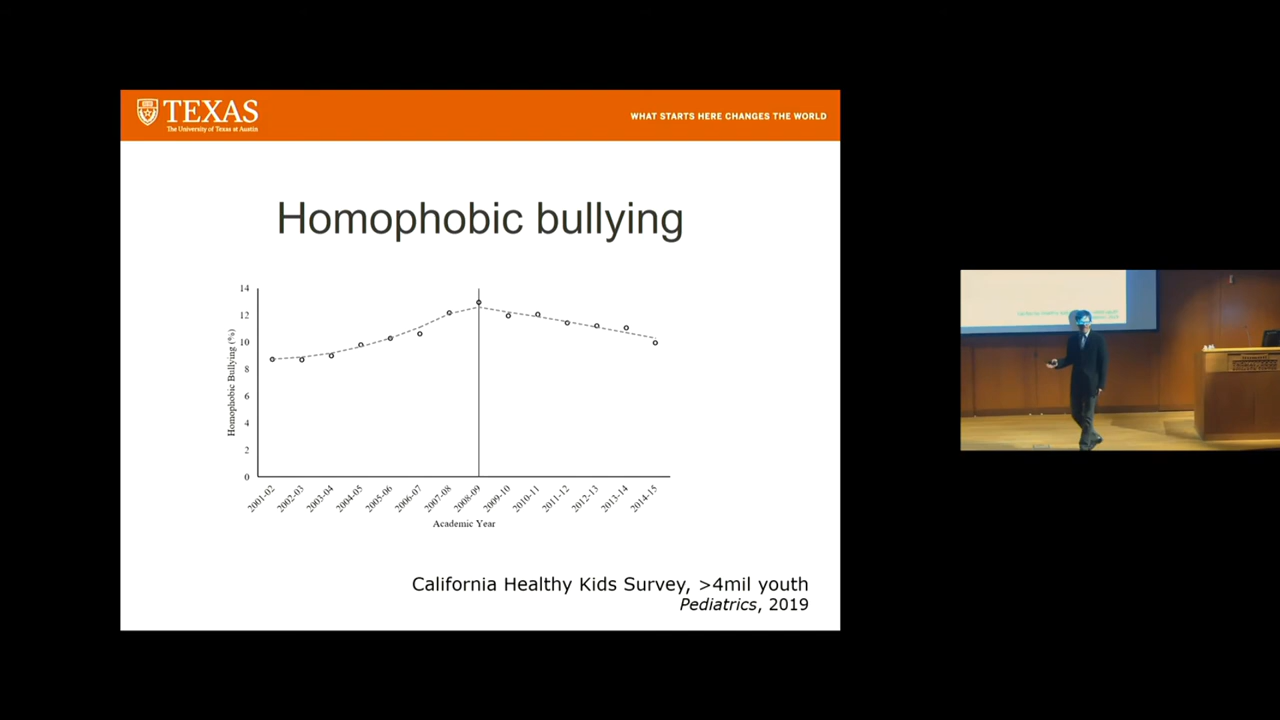 TEXAS
The University of Texas at Austin
WHAT STARTS HERE CHANGES THE WORLD
Homophobic bullying
14
12
10
8
6
4
2
0
Homophobic Bullying (%)
2001-02
2002-03
2003-04
2004-05
2005-06
2006-07
2007-08
2008-09
2009-10
2010-11
2011-12
2012-13
2013-14
2014-15
Academic Year
California Healthy Kids Survey, >4mil youth
Pediatrics, 2019